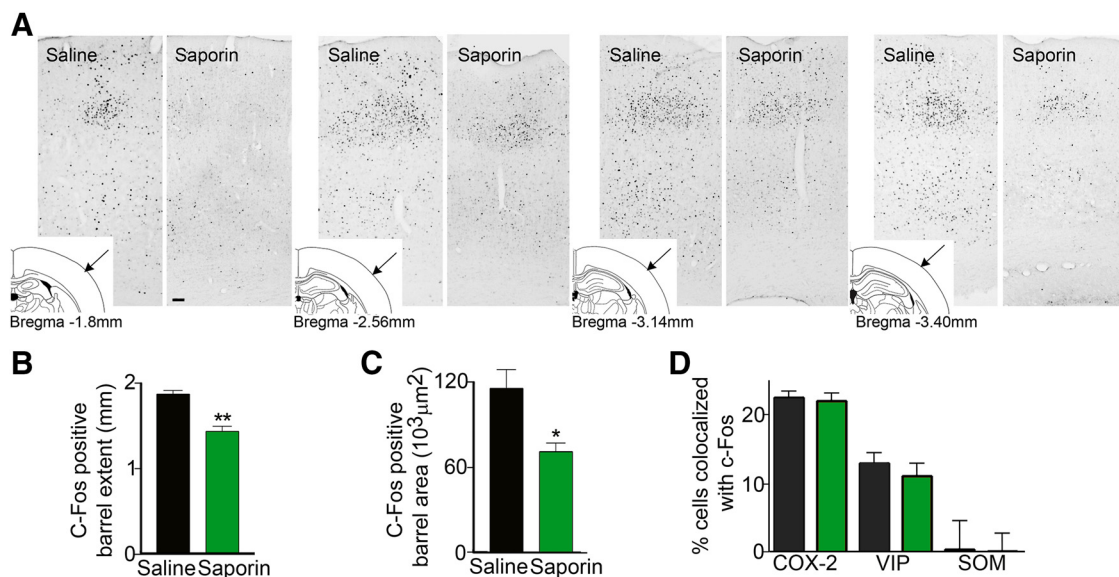 A
Saline Saporin Saline Saporin Saline Saporin Saline Saporin
Bregma -1.8mm Bregma -2.56mm Bregma -3.14mm Bregma -3.40mm
B
C-Fos positive
barrel extent (mm)
2
1
0
**
Saline Saporin
C
C-Fos positive
barrel area (10³μm²)
120
60
0
*
Saline Saporin
D
% cells colocalized
with c-Fos
20
10
0
COX-2 VIP SOM